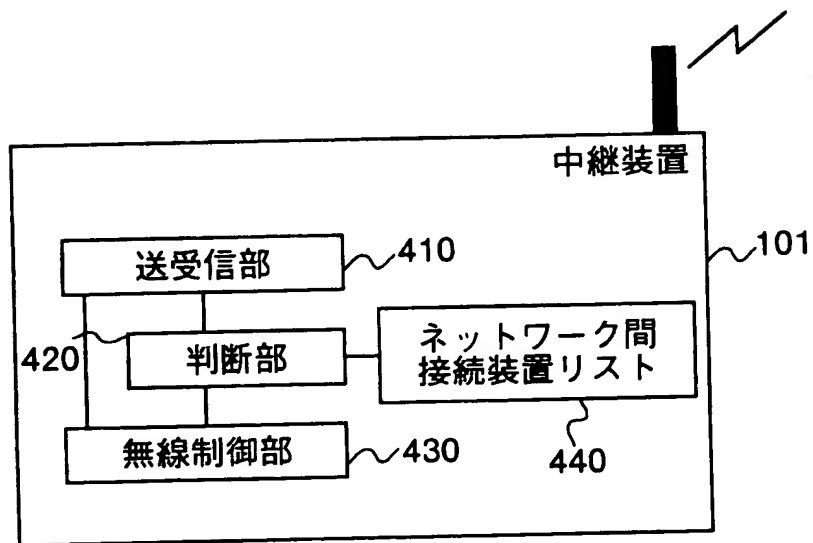 中継装置
101
送受信部
410
420
判断部
ネットワーク間
接続装置リスト
無線制御部
430
440